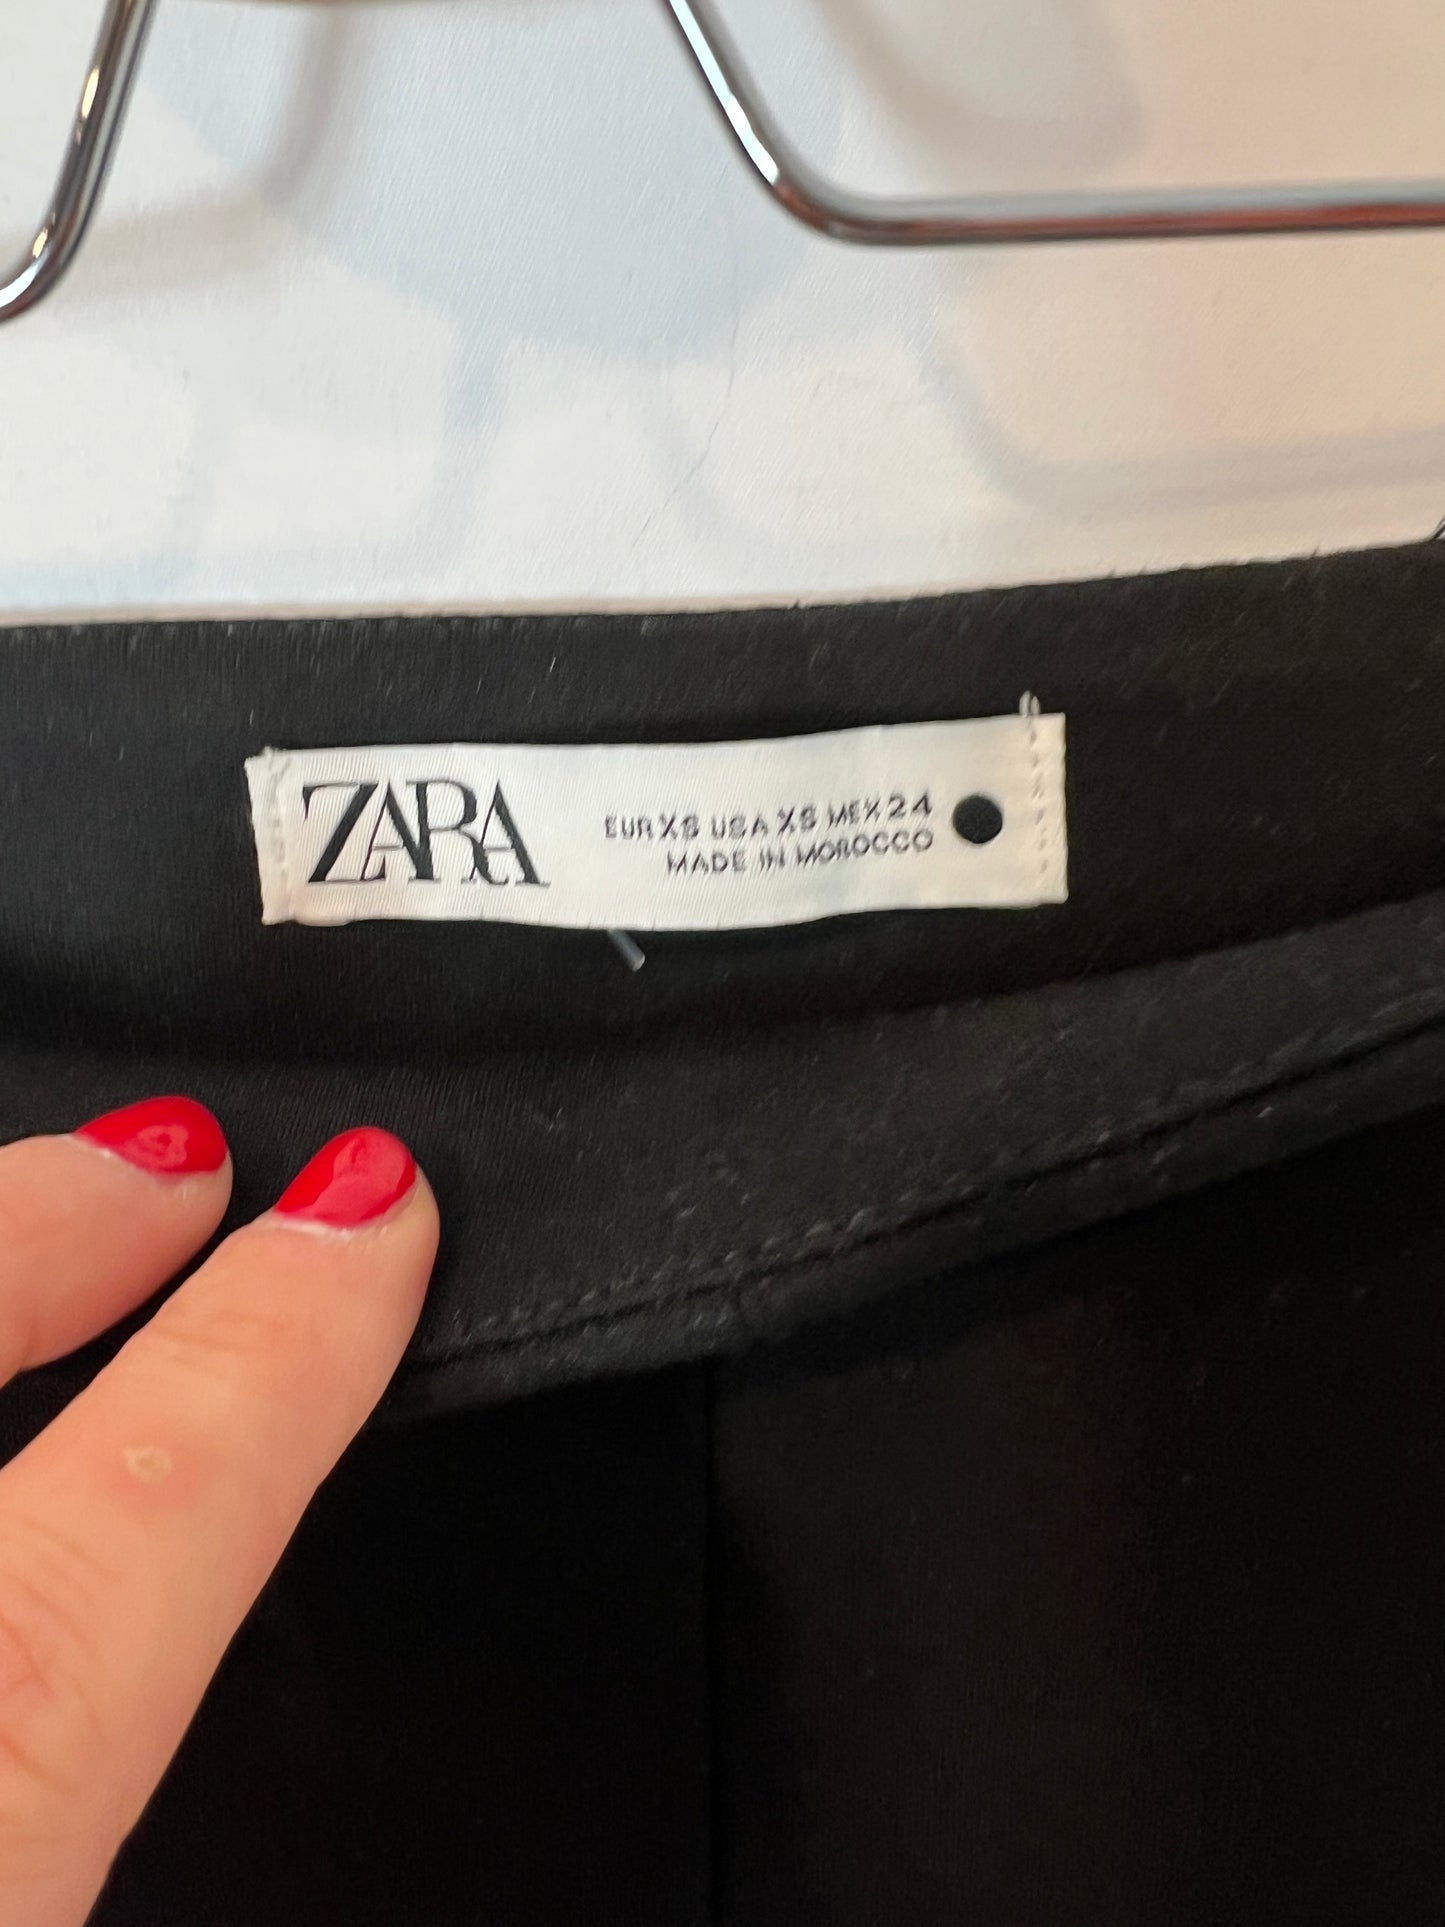 ZARA
EUR XS USA XS MEX 24
MADE IN MOROCCO